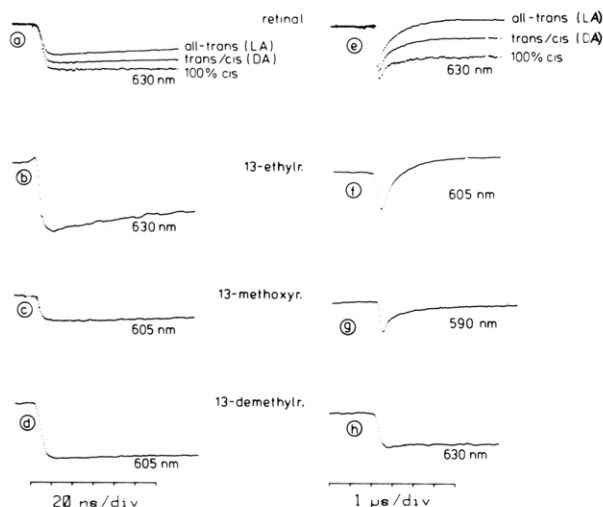 retinal
a
all-trans (LA)
trans/cis (DA)
100% cis
630 nm
e
all-trans (LA)
trans/cis (DA)
100% cis
630 nm
b
13-ethylr.
630 nm
f
605 nm
c
13-methoxyr.
605 nm
g
590 nm
d
13-demethylr.
605 nm
h
630 nm
20 ns/div
1 µs/div